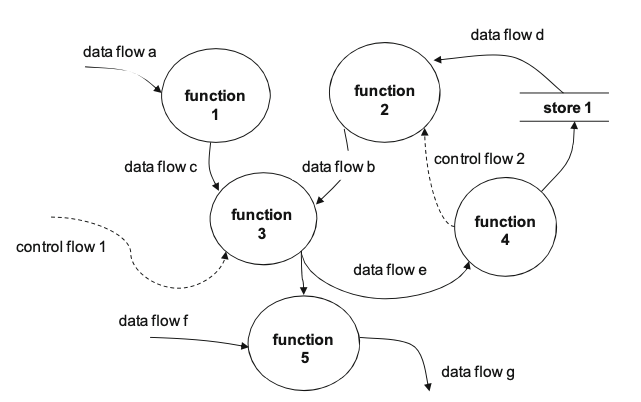 data flow d
data flow a
function
1
function
2
store 1
data flow c
data flow b
control flow 2
function
3
function
4
control flow 1
data flow e
data flow f
function
5
data flow g